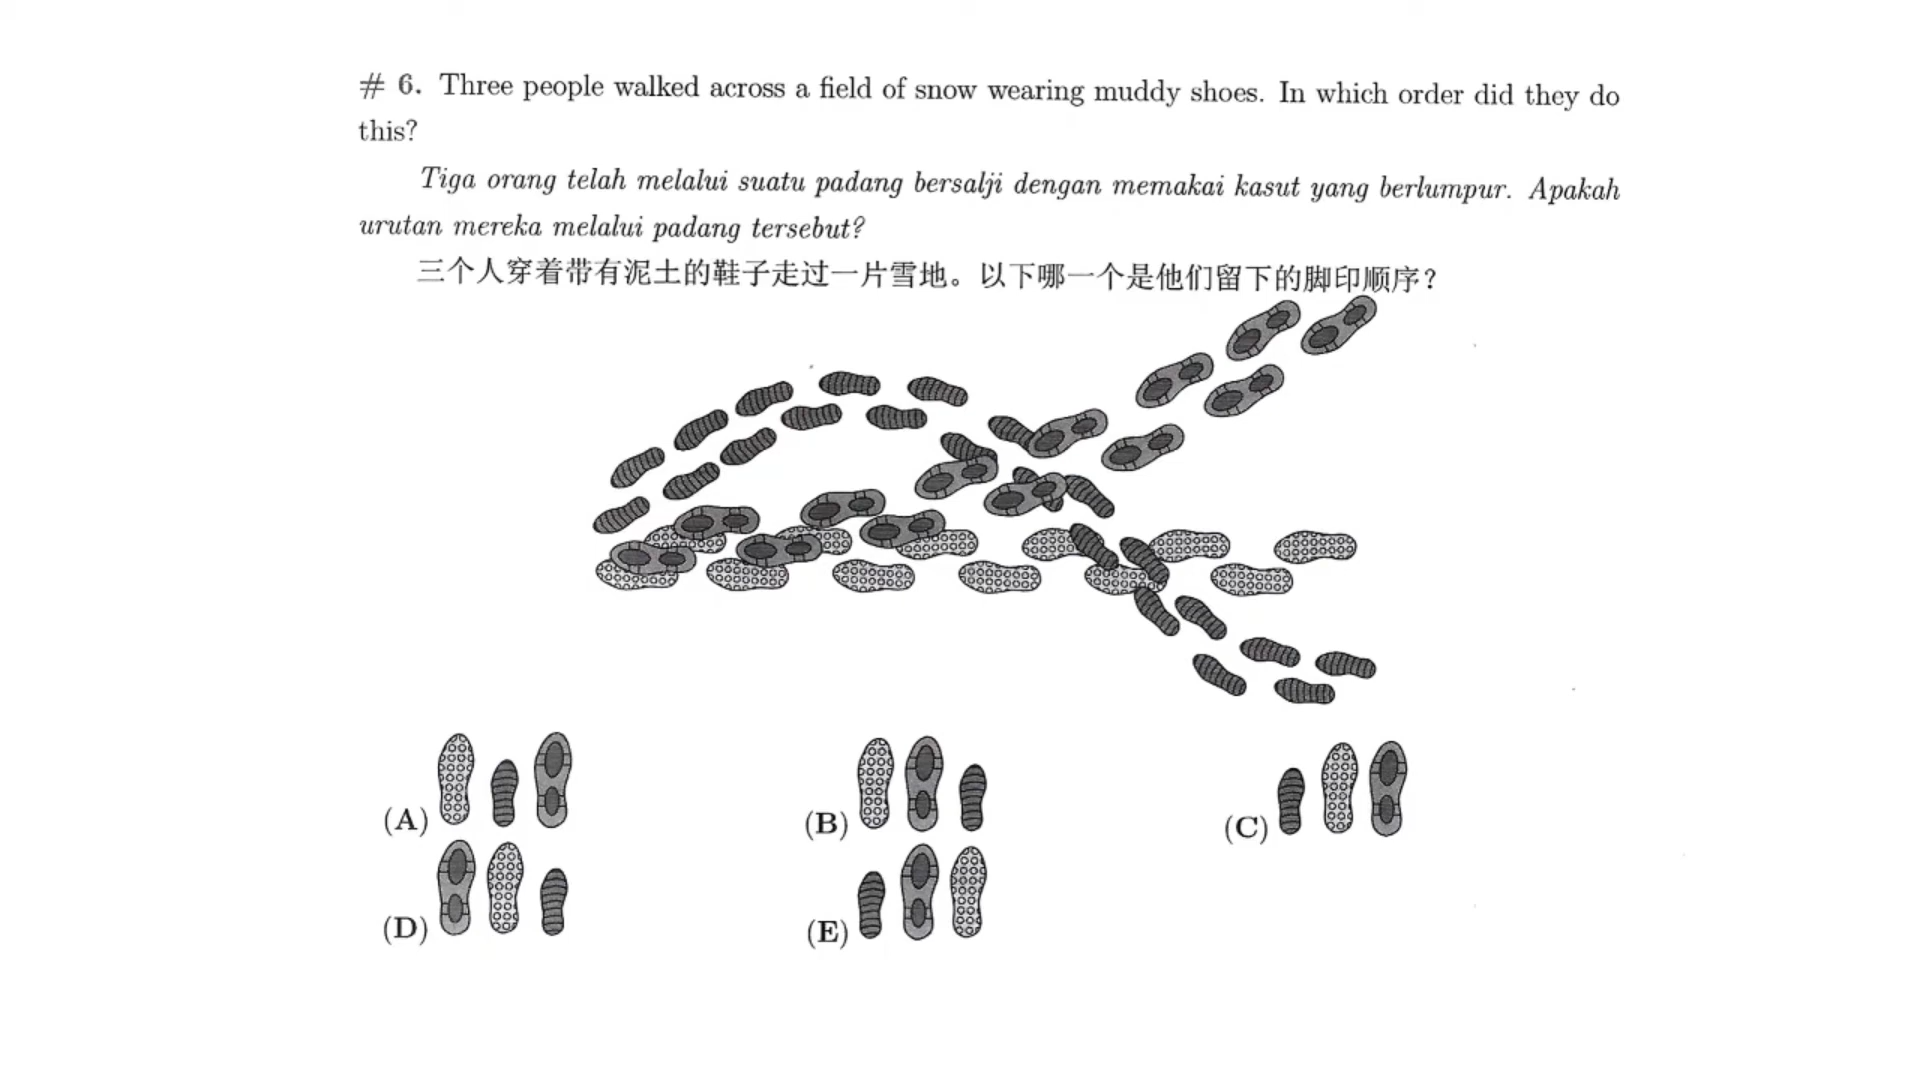 # 6. Three people walked across a field of snow wearing muddy shoes. In which order did they do
this?
Tiga orang telah melalui suatu padang bersalji dengan memakai kasut yang berlumpur. Apakah
urutan mereka melalui padang tersebut?
三个人穿着带有泥土的鞋子走过一片雪地。以下哪一个是他们留下的脚印顺序？
(A)
(B)
(C)
(D)
(E)